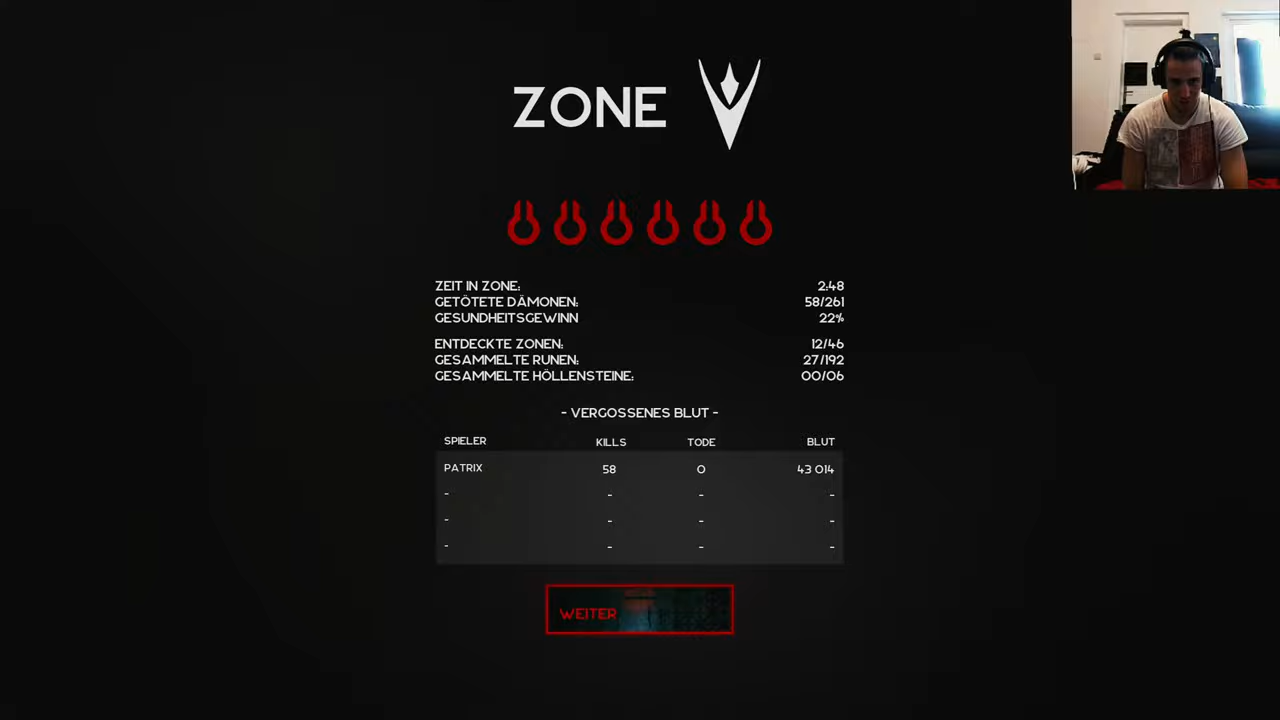 ZONE
ZEIT IN ZONE: 2:48
GETÖTETE DÄMONEN: 58/261
GESUNDHEITSGEWINN 22%
ENTDECKTE ZONEN: 12/46
GESAMMELTE RUNEN: 27/192
GESAMMELTE HÖLLENSTEINE: 00/06
- VERGOSSENES BLUT -
SPIELER KILLS TODE BLUT
PATRIX 58 0 43 014
- - - -
- - - -
- - - -
WEITER